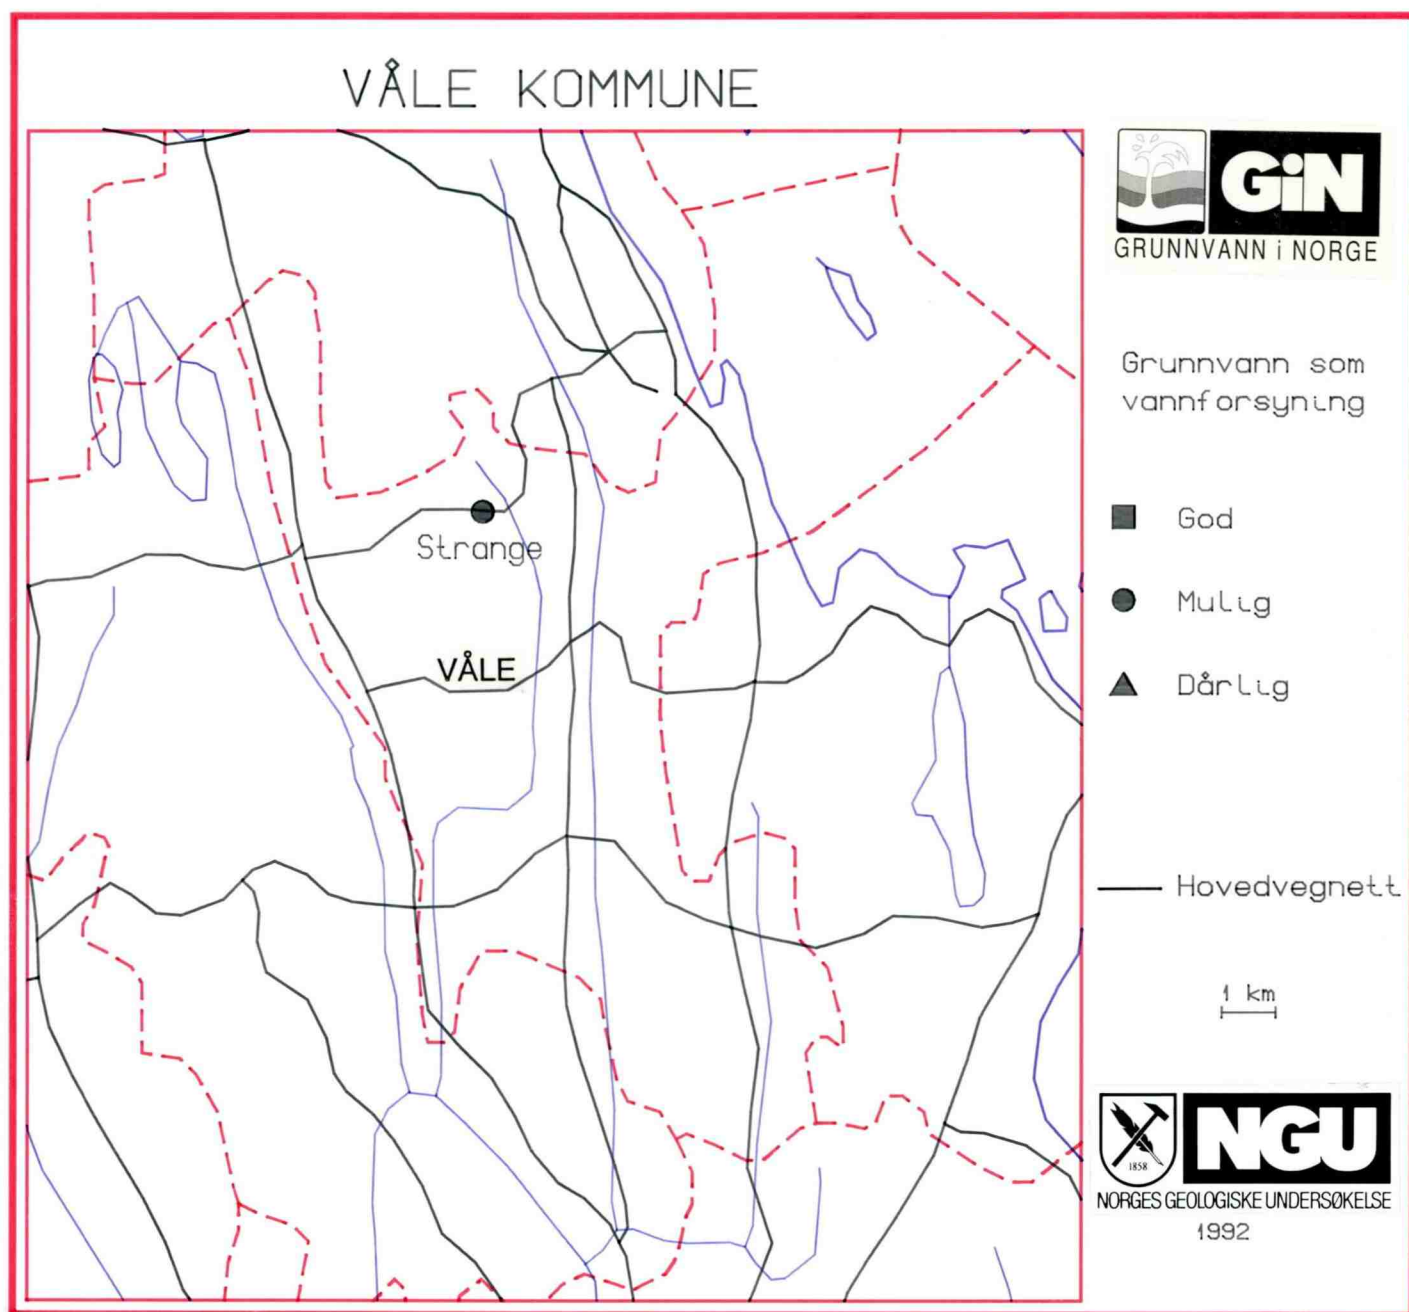 VÅLE KOMMUNE
GiN
GRUNNVANN i NORGE
Grunnvann som
vannforsyning
God
Mulig
Dårlig
Strange
VÅLE
Hovedvegnett
1 km
1858
NGU
NORGES GEOLOGISKE UNDERSØKELSE
1992